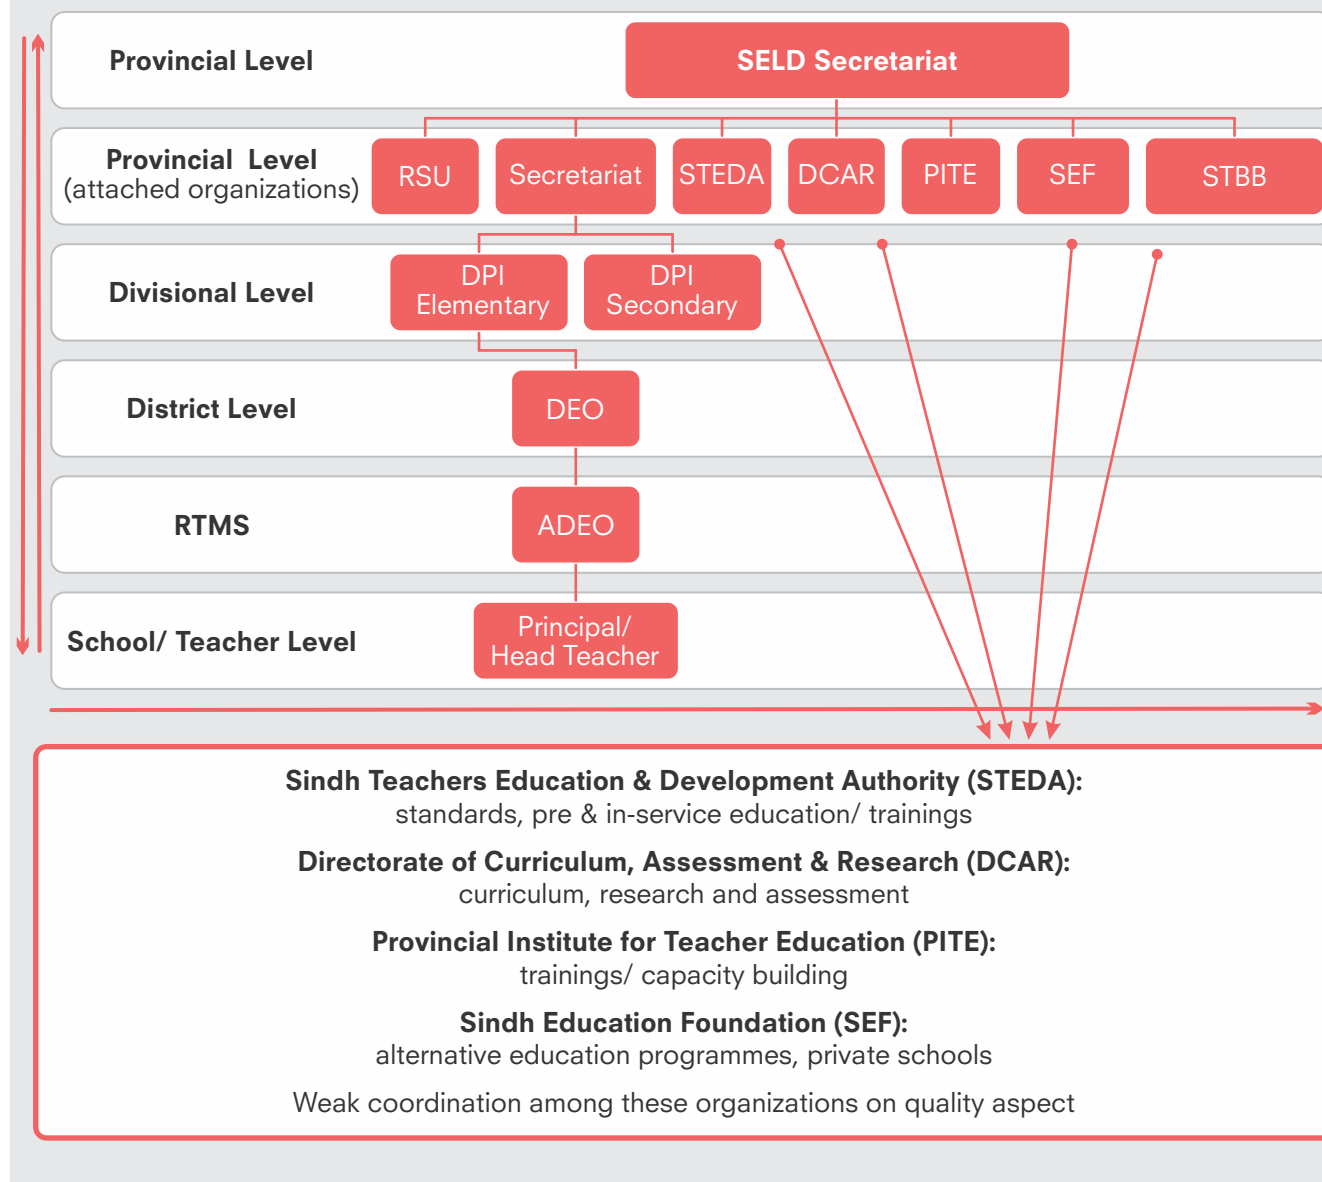 Provincial Level
SELD Secretariat
Provincial Level
(attached organizations)
RSU
Secretariat
STEDA
DCAR
PITE
SEF
STBB
Divisional Level
DPI
Elementary
DPI
Secondary
District Level
DEO
RTMS
ADEO
School/ Teacher Level
Principal/
Head Teacher
Sindh Teachers Education & Development Authority (STEDA):
standards, pre & in-service education/ trainings
Directorate of Curriculum, Assessment & Research (DCAR):
curriculum, research and assessment
Provincial Institute for Teacher Education (PITE):
trainings/ capacity building
Sindh Education Foundation (SEF):
alternative education programmes, private schools
Weak coordination among these organizations on quality aspect